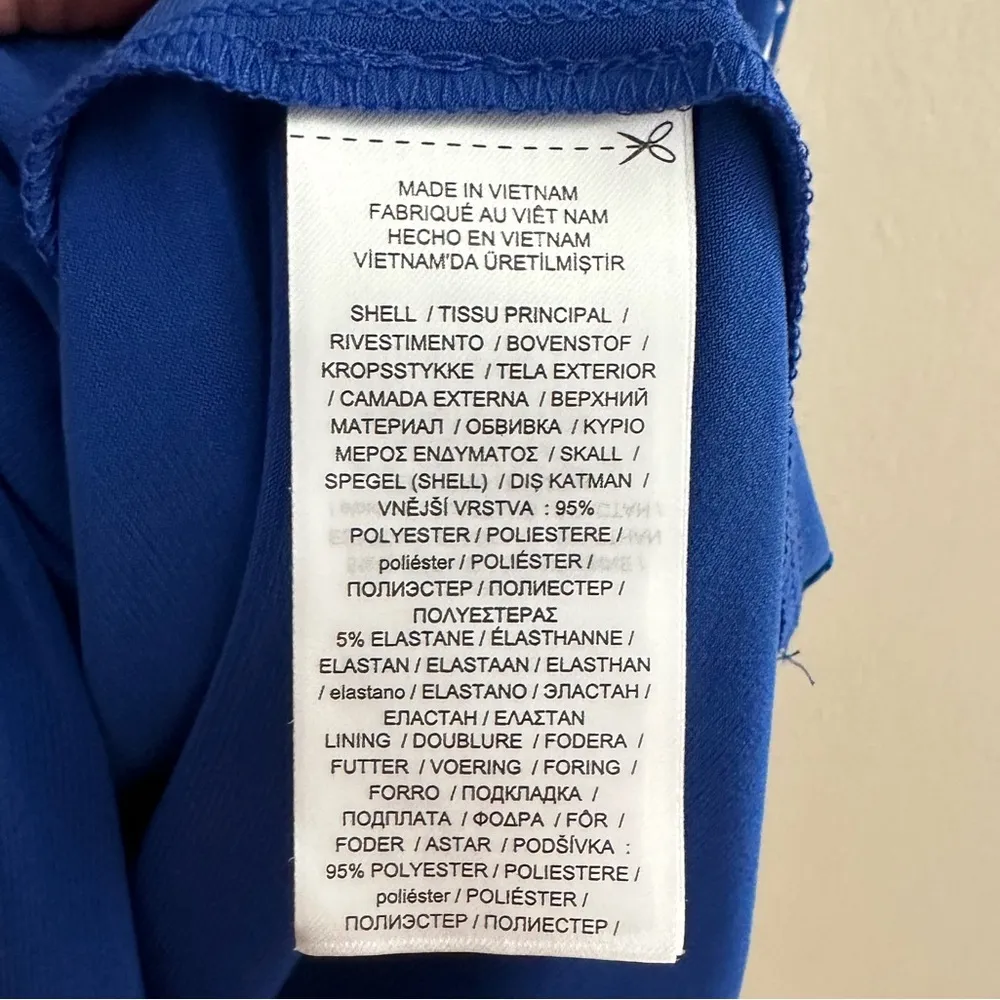 MADE IN VIETNAM
FABRIQUÉ AU VIÊT NAM
HECHO EN VIETNAM
VİETNAM'DA ÜRETİLMİŞTİR
SHELL / TISSU PRINCIPAL /
RIVESTIMENTO / BOVENSTOF /
KROPSSTYKKE / TELA EXTERIOR
/ CAMADA EXTERNA / ВЕРХНИЙ
МАТЕРИАЛ / ОБВИВКА / ΚΥΡΙΟ
ΜΕΡΟΣ ΕΝΔΥΜΑΤΟΣ / SKALL /
SPEGEL (SHELL) / DIŞ KATMAN /
VNĚJŠÍ VRSTVA : 95%
POLYESTER / POLIESTERE /
poliéster / POLIÉSTER /
ПОЛИЭСТЕР / ПОЛИЕСТЕР /
ΠΟΛΥΕΣΤΕΡΑΣ
5% ELASTANE / ÉLASTHANNE /
ELASTAN / ELASTAAN / ELASTHAN
/ elastano / ELASTANO / ЭЛАСТАН /
ЕЛАСТАН / ΕΛΑΣΤΑΝ
LINING / DOUBLURE / FODERA /
FUTTER / VOERING / FORING /
FORRO / ПОДКЛАДКА /
ПОДПЛАТА / ΦΟΔΡΑ / FÔR /
FODER / ASTAR / PODŠÍVKA :
95% POLYESTER / POLIESTERE /
poliéster / POLIÉSTER /
ПОЛИЭСТЕР / ПОЛИЕСТЕР /